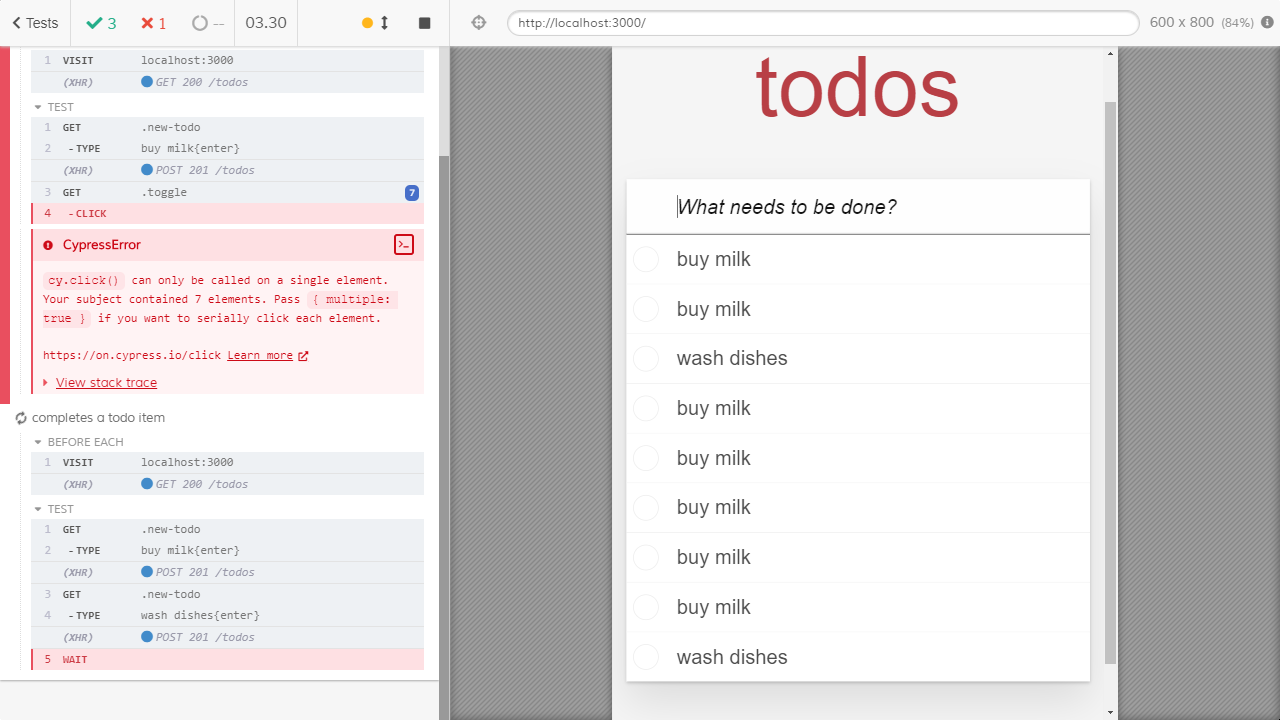 Tests 3 1 -- 03.30
http://localhost:3000/ 600 x 800 (84%)
1 VISIT localhost:3000
(XHR) GET 200 /todos
TEST
1 GET .new-todo
2 -TYPE buy milk{enter}
(XHR) POST 201 /todos
3 GET .toggle 7
4 -CLICK
CypressError
cy.click() can only be called on a single element.
Your subject contained 7 elements. Pass { multiple:
true } if you want to serially click each element.
https://on.cypress.io/click Learn more
View stack trace
completes a todo item
BEFORE EACH
1 VISIT localhost:3000
(XHR) GET 200 /todos
TEST
1 GET .new-todo
2 -TYPE buy milk{enter}
(XHR) POST 201 /todos
3 GET .new-todo
4 -TYPE wash dishes{enter}
(XHR) POST 201 /todos
5 WAIT
todos
What needs to be done?
buy milk
buy milk
wash dishes
buy milk
buy milk
buy milk
buy milk
buy milk
wash dishes